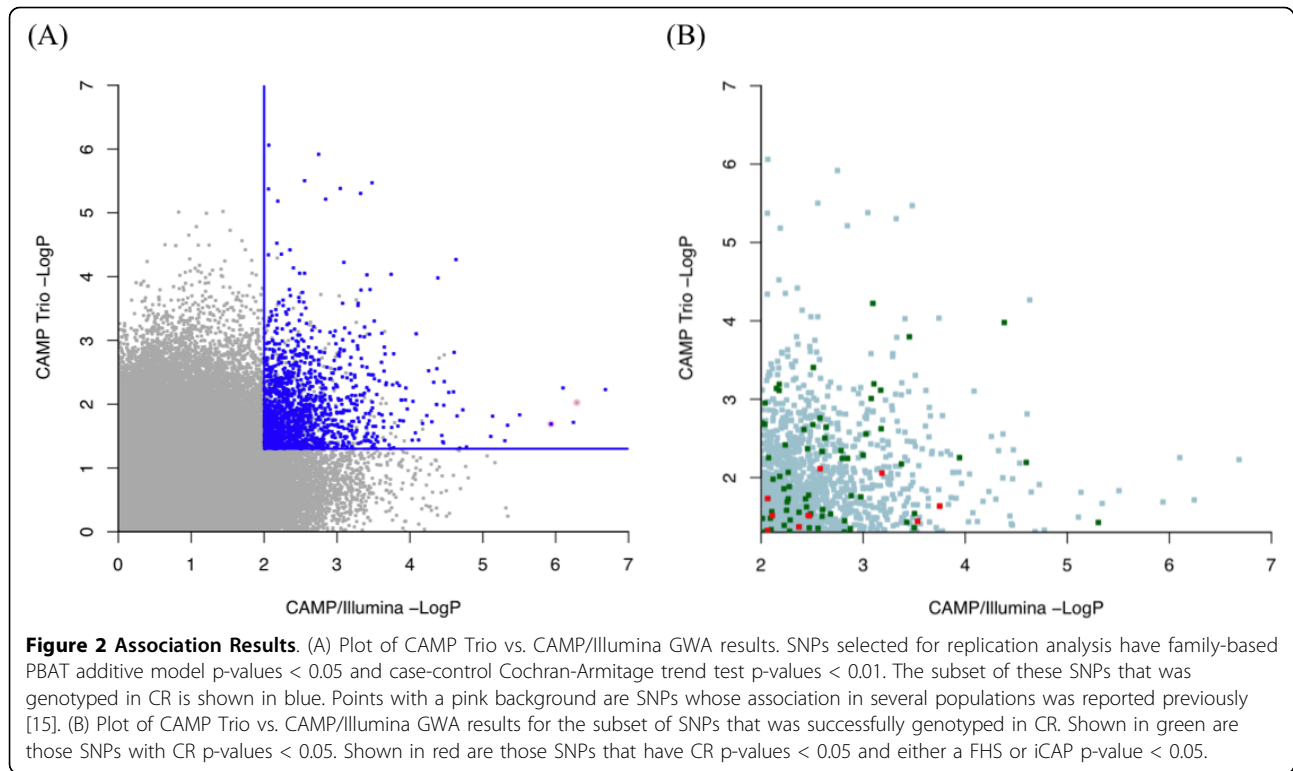 (A)
7
6
5
4
3
2
1
0
CAMP Trio −LogP
0 1 2 3 4 5 6 7
CAMP/Illumina −LogP
(B)
7
6
5
4
3
2
CAMP Trio −LogP
2 3 4 5 6 7
CAMP/Illumina −LogP
Figure 2 Association Results. (A) Plot of CAMP Trio vs. CAMP/Illumina GWA results. SNPs selected for replication analysis have family-based
PBAT additive model p-values < 0.05 and case-control Cochran-Armitage trend test p-values < 0.01. The subset of these SNPs that was
genotyped in CR is shown in blue. Points with a pink background are SNPs whose association in several populations was reported previously
[15]. (B) Plot of CAMP Trio vs. CAMP/Illumina GWA results for the subset of SNPs that was successfully genotyped in CR. Shown in green are
those SNPs with CR p-values < 0.05. Shown in red are those SNPs that have CR p-values < 0.05 and either a FHS or iCAP p-value < 0.05.